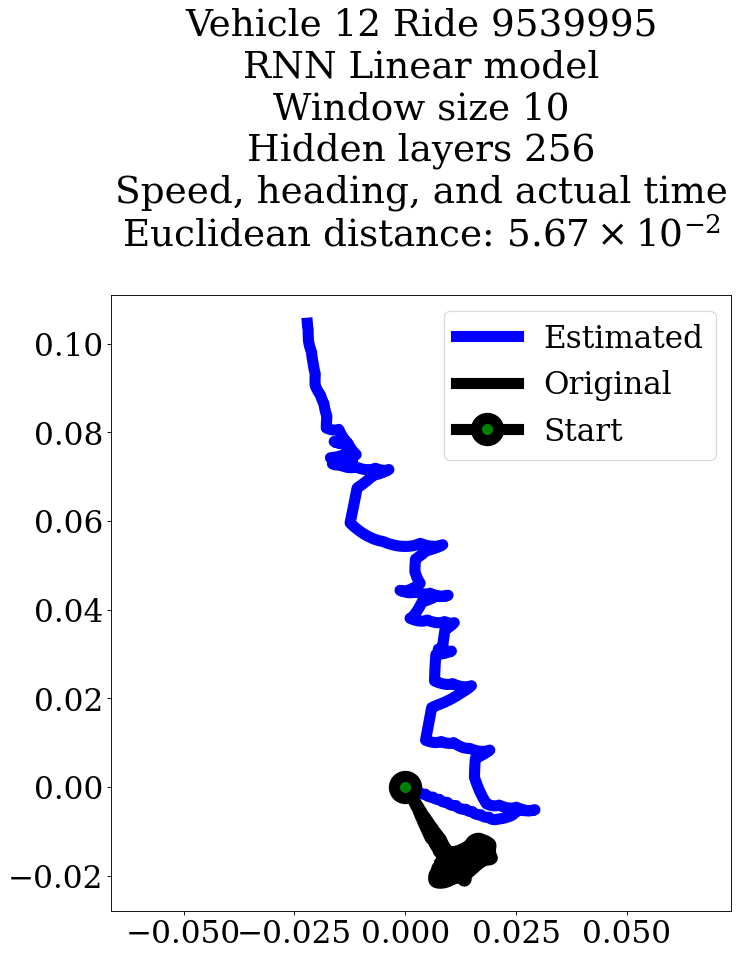 Vehicle 12 Ride 9539995
RNN Linear model
Window size 10
Hidden layers 256
Speed, heading, and actual time
Euclidean distance: 5.67 × 10⁻²
Estimated
Original
Start
0.10
0.08
0.06
0.04
0.02
0.00
−0.02
−0.050 −0.025 0.000 0.025 0.050